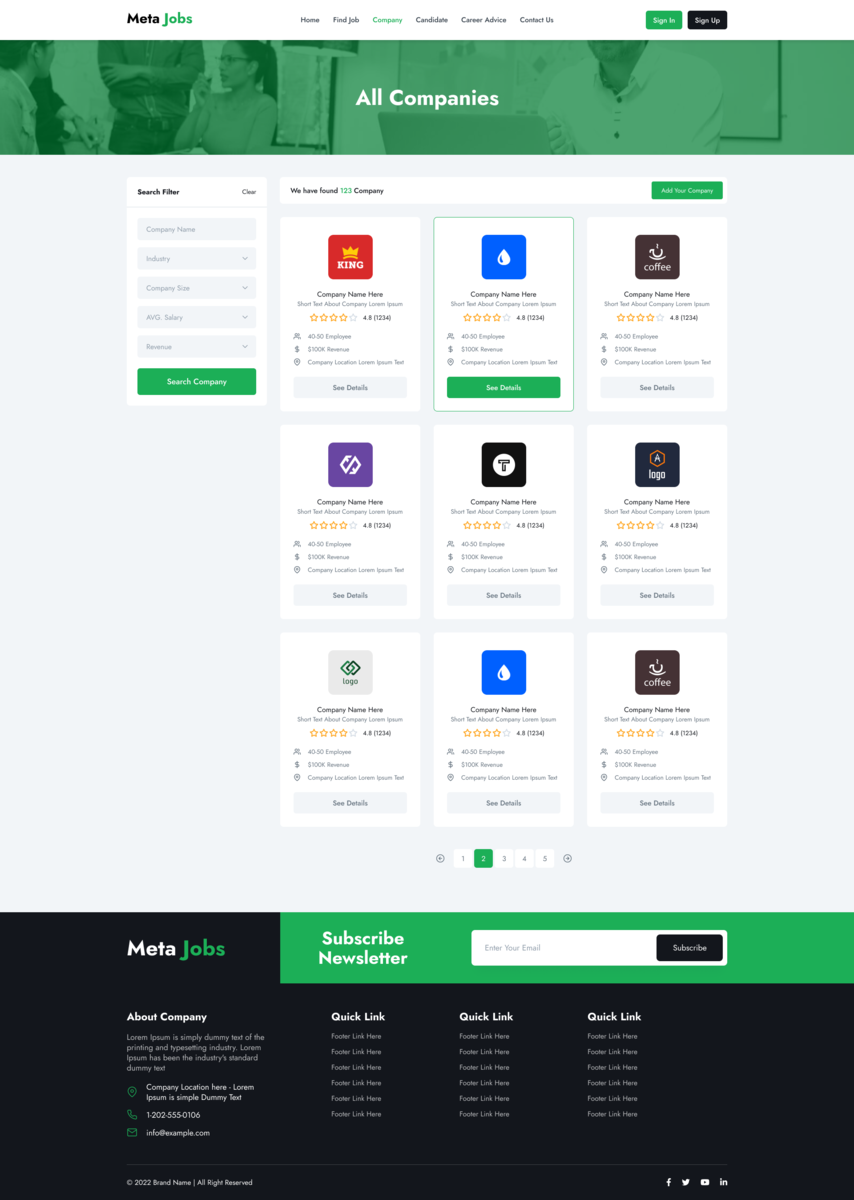 Meta Jobs
Home Find Job Company Candidate Career Advice Contact Us
Sign In Sign Up
All Companies
Search Filter Clear
Company Name
Industry
Company Size
AVG. Salary
Revenue
Search Company
We have found 123 Company
Add Your Company
KING
Company Name Here
Short Text About Company Lorem Ipsum
4.8 (1234)
40-50 Employee
$100K Revenue
Company Location Lorem Ipsum Text
See Details
Company Name Here
Short Text About Company Lorem Ipsum
4.8 (1234)
40-50 Employee
$100K Revenue
Company Location Lorem Ipsum Text
See Details
coffee
Company Name Here
Short Text About Company Lorem Ipsum
4.8 (1234)
40-50 Employee
$100K Revenue
Company Location Lorem Ipsum Text
See Details
Company Name Here
Short Text About Company Lorem Ipsum
4.8 (1234)
40-50 Employee
$100K Revenue
Company Location Lorem Ipsum Text
See Details
T
Company Name Here
Short Text About Company Lorem Ipsum
4.8 (1234)
40-50 Employee
$100K Revenue
Company Location Lorem Ipsum Text
See Details
A
logo
Company Name Here
Short Text About Company Lorem Ipsum
4.8 (1234)
40-50 Employee
$100K Revenue
Company Location Lorem Ipsum Text
See Details
logo
Company Name Here
Short Text About Company Lorem Ipsum
4.8 (1234)
40-50 Employee
$100K Revenue
Company Location Lorem Ipsum Text
See Details
Company Name Here
Short Text About Company Lorem Ipsum
4.8 (1234)
40-50 Employee
$100K Revenue
Company Location Lorem Ipsum Text
See Details
coffee
Company Name Here
Short Text About Company Lorem Ipsum
4.8 (1234)
40-50 Employee
$100K Revenue
Company Location Lorem Ipsum Text
See Details
1 2 3 4 5
Meta Jobs
Subscribe
Newsletter
Enter Your Email
Subscribe
About Company
Lorem Ipsum is simply dummy text of the
printing and typesetting industry. Lorem
Ipsum has been the industry's standard
dummy text
Company Location here - Lorem
Ipsum is simple Dummy Text
1-202-555-0106
info@example.com
Quick Link
Footer Link Here
Footer Link Here
Footer Link Here
Footer Link Here
Footer Link Here
Footer Link Here
Quick Link
Footer Link Here
Footer Link Here
Footer Link Here
Footer Link Here
Footer Link Here
Footer Link Here
Quick Link
Footer Link Here
Footer Link Here
Footer Link Here
Footer Link Here
Footer Link Here
Footer Link Here
© 2022 Brand Name | All Right Reserved